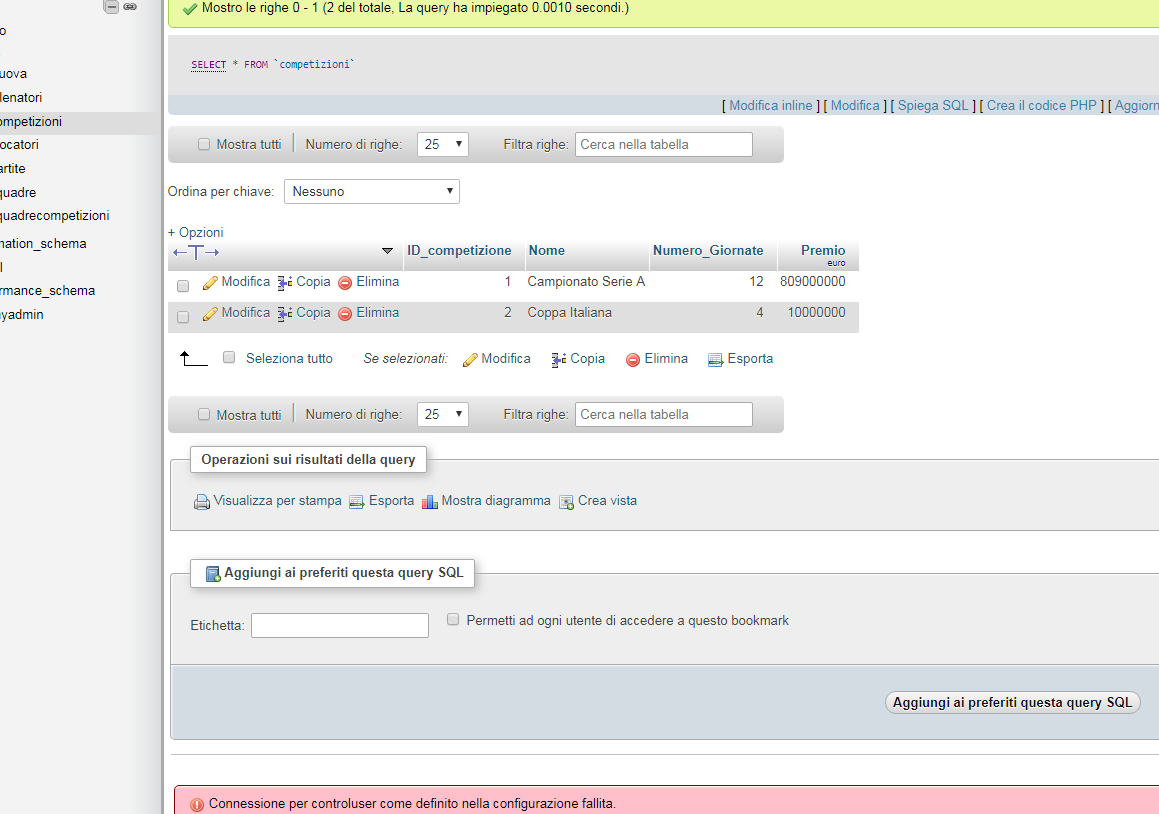 Mostro le righe 0 - 1 (2 del totale, La query ha impiegato 0.0010 secondi.)
SELECT * FROM `competizioni`
[ Modifica inline ] [ Modifica ] [ Spiega SQL ] [ Crea il codice PHP ] [ Aggiorn
Mostra tutti Numero di righe: 25 Filtra righe: Cerca nella tabella
Ordina per chiave: Nessuno
+ Opzioni
ID_competizione Nome Numero_Giornate Premio
euro
Modifica Copia Elimina 1 Campionato Serie A 12 809000000
Modifica Copia Elimina 2 Coppa Italiana 4 10000000
Seleziona tutto Se selezionati: Modifica Copia Elimina Esporta
Mostra tutti Numero di righe: 25 Filtra righe: Cerca nella tabella
Operazioni sui risultati della query
Visualizza per stampa Esporta Mostra diagramma Crea vista
Aggiungi ai preferiti questa query SQL
Etichetta: Permetti ad ogni utente di accedere a questo bookmark
Aggiungi ai preferiti questa query SQL
Connessione per controluser come definito nella configurazione fallita.
o
uova
lenatori
ompetizioni
ocatori
artite
quadre
quadrecompetizioni
mation_schema
l
rmance_schema
yadmin